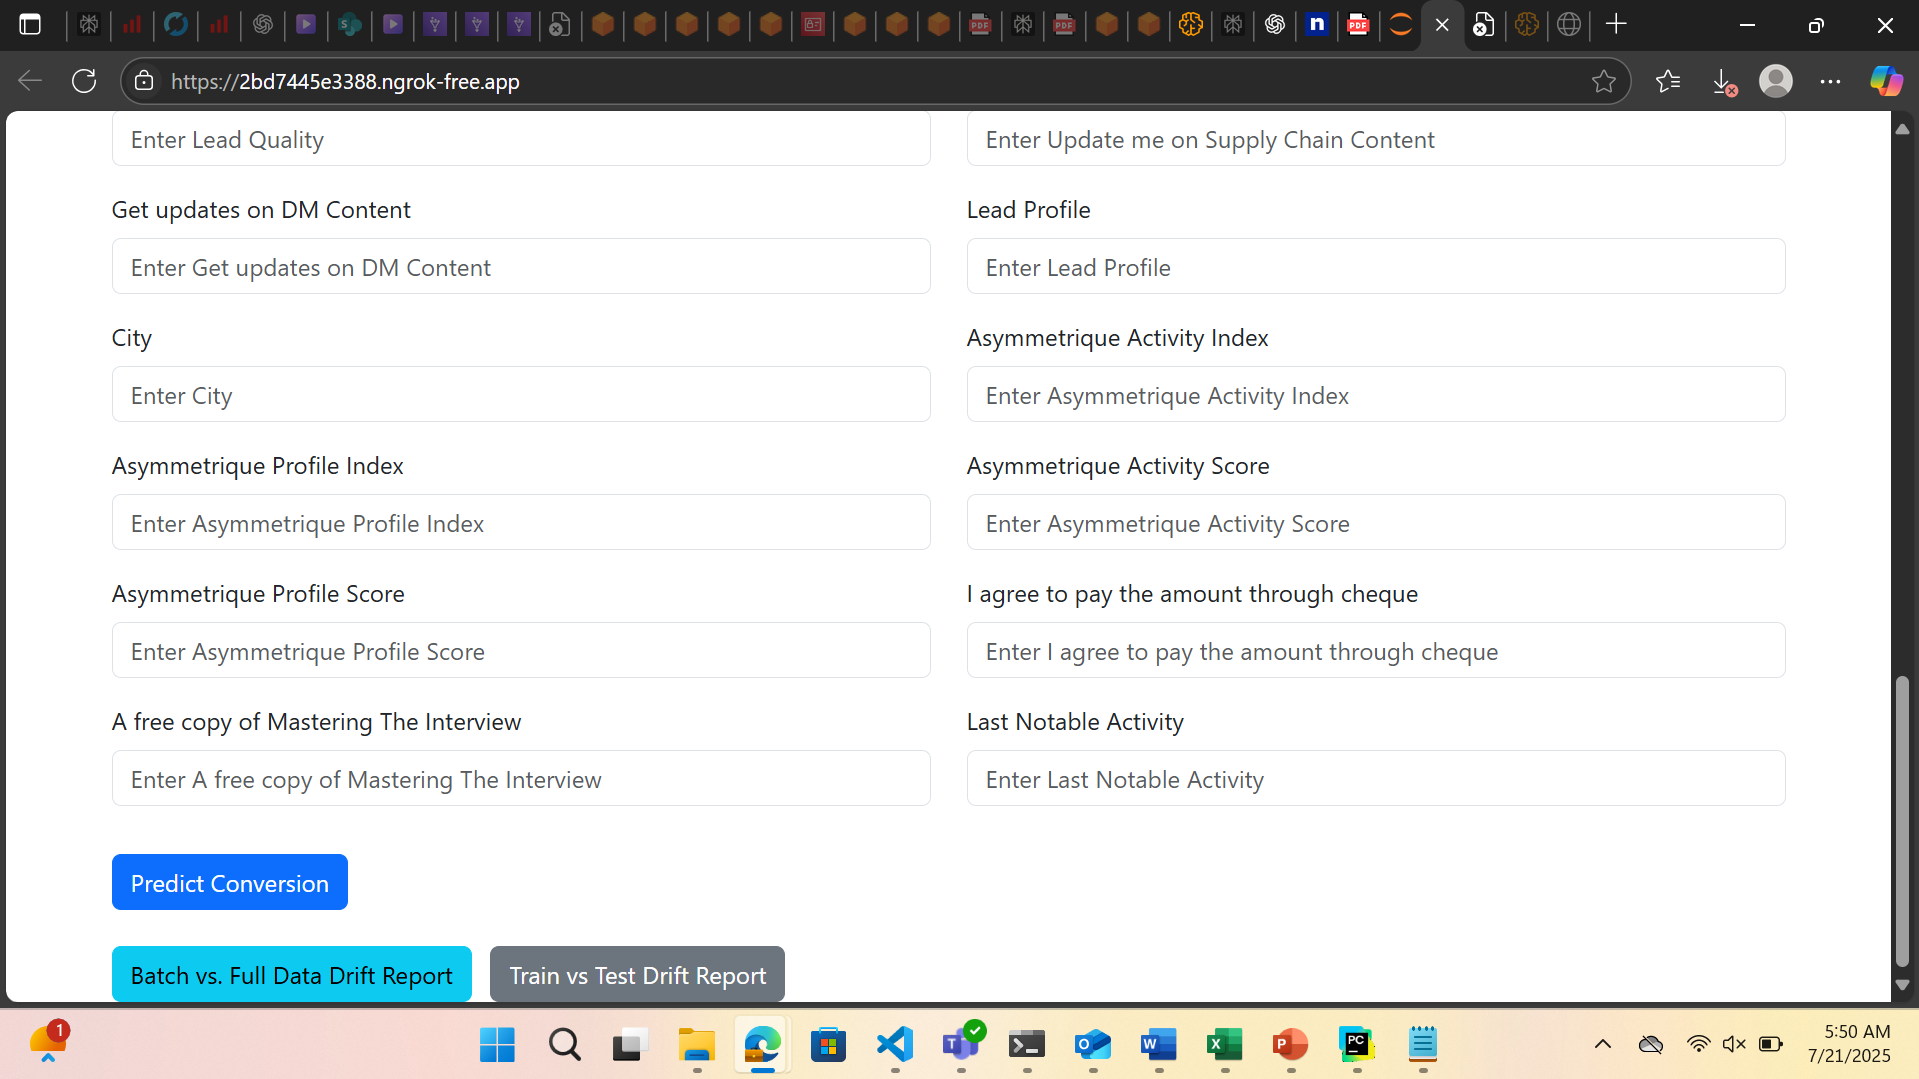 https://2bd7445e3388.ngrok-free.app
Enter Lead Quality
Enter Update me on Supply Chain Content
Get updates on DM Content
Lead Profile
Enter Get updates on DM Content
Enter Lead Profile
City
Asymmetrique Activity Index
Enter City
Enter Asymmetrique Activity Index
Asymmetrique Profile Index
Asymmetrique Activity Score
Enter Asymmetrique Profile Index
Enter Asymmetrique Activity Score
Asymmetrique Profile Score
I agree to pay the amount through cheque
Enter Asymmetrique Profile Score
Enter I agree to pay the amount through cheque
A free copy of Mastering The Interview
Last Notable Activity
Enter A free copy of Mastering The Interview
Enter Last Notable Activity
Predict Conversion
Batch vs. Full Data Drift Report
Train vs Test Drift Report
1
5:50 AM
7/21/2025